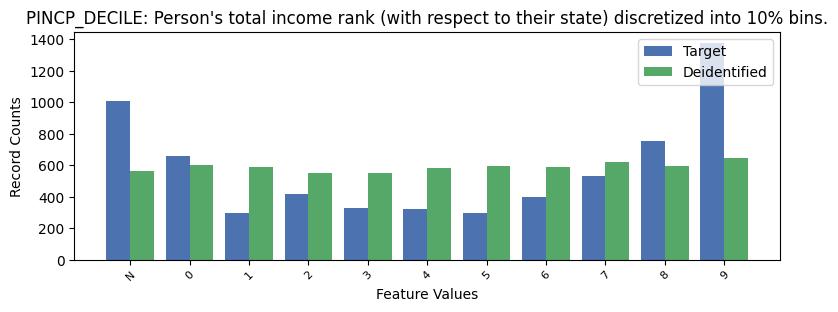 PINCP_DECILE: Person's total income rank (with respect to their state) discretized into 10% bins.
1400
1200
1000
800
600
400
200
0
Record Counts
Target
Deidentified
N 0 1 2 3 4 5 6 7 8 9
Feature Values